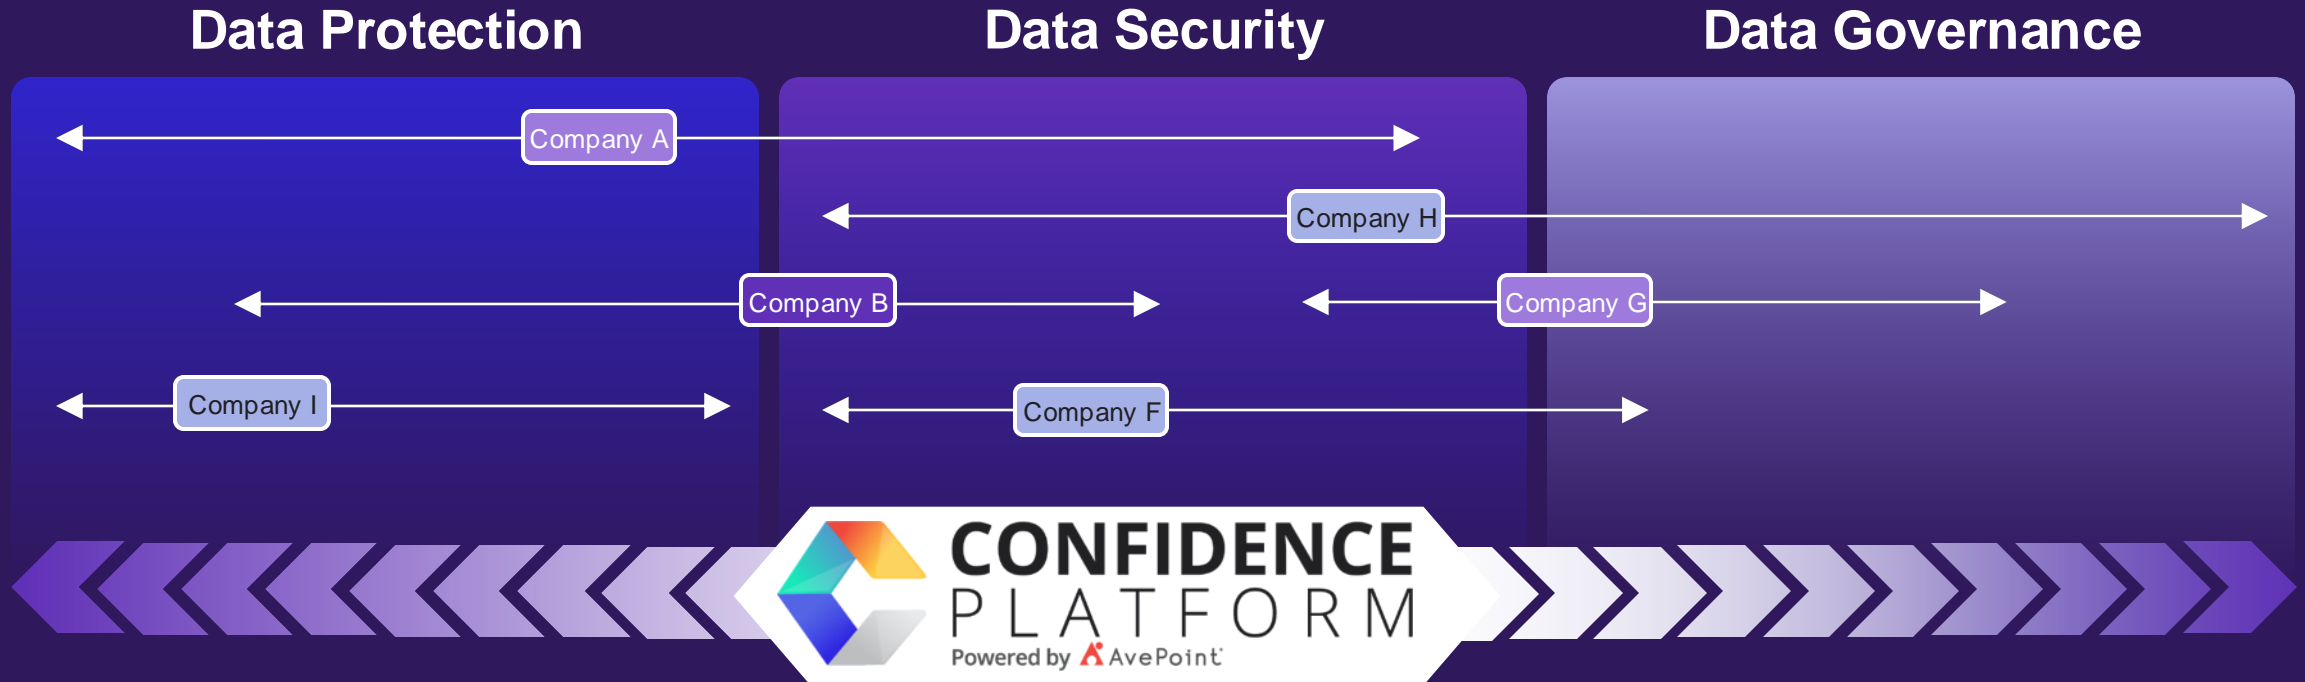 Data Protection
Data Security
Data Governance
Company A
Company H
Company B
Company G
Company I
Company F
CONFIDENCE
PLATFORM
Powered by AvePoint